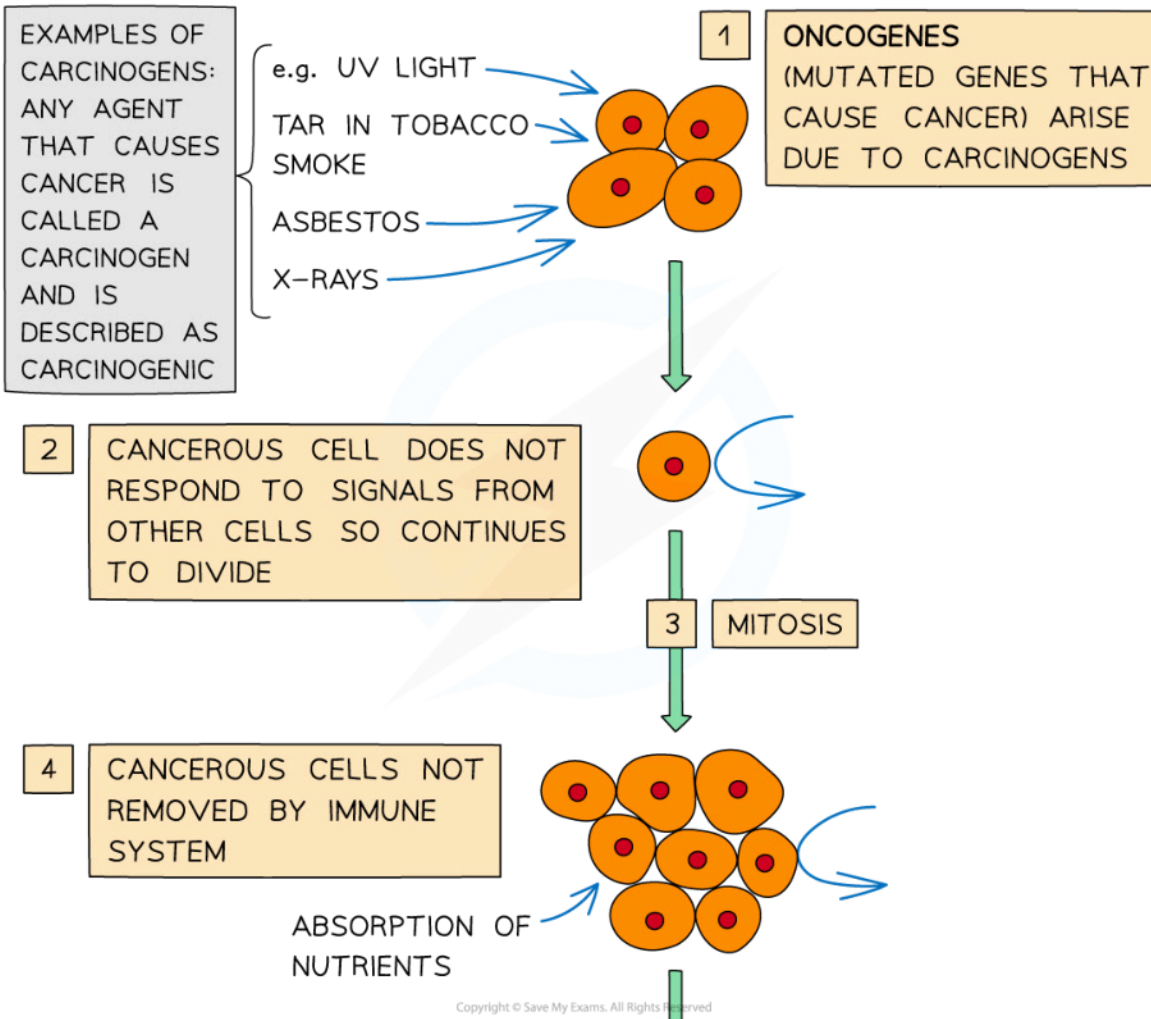 EXAMPLES OF
CARCINOGENS:
ANY AGENT
THAT CAUSES
CANCER IS
CALLED A
CARCINOGEN
AND IS
DESCRIBED AS
CARCINOGENIC
e.g. UV LIGHT
TAR IN TOBACCO
SMOKE
ASBESTOS
X-RAYS
1
ONCOGENES
(MUTATED GENES THAT
CAUSE CANCER) ARISE
DUE TO CARCINOGENS
2
CANCEROUS CELL DOES NOT
RESPOND TO SIGNALS FROM
OTHER CELLS SO CONTINUES
TO DIVIDE
3
MITOSIS
4
CANCEROUS CELLS NOT
REMOVED BY IMMUNE
SYSTEM
ABSORPTION OF
NUTRIENTS
Copyright © Save My Exams. All Rights Reserved